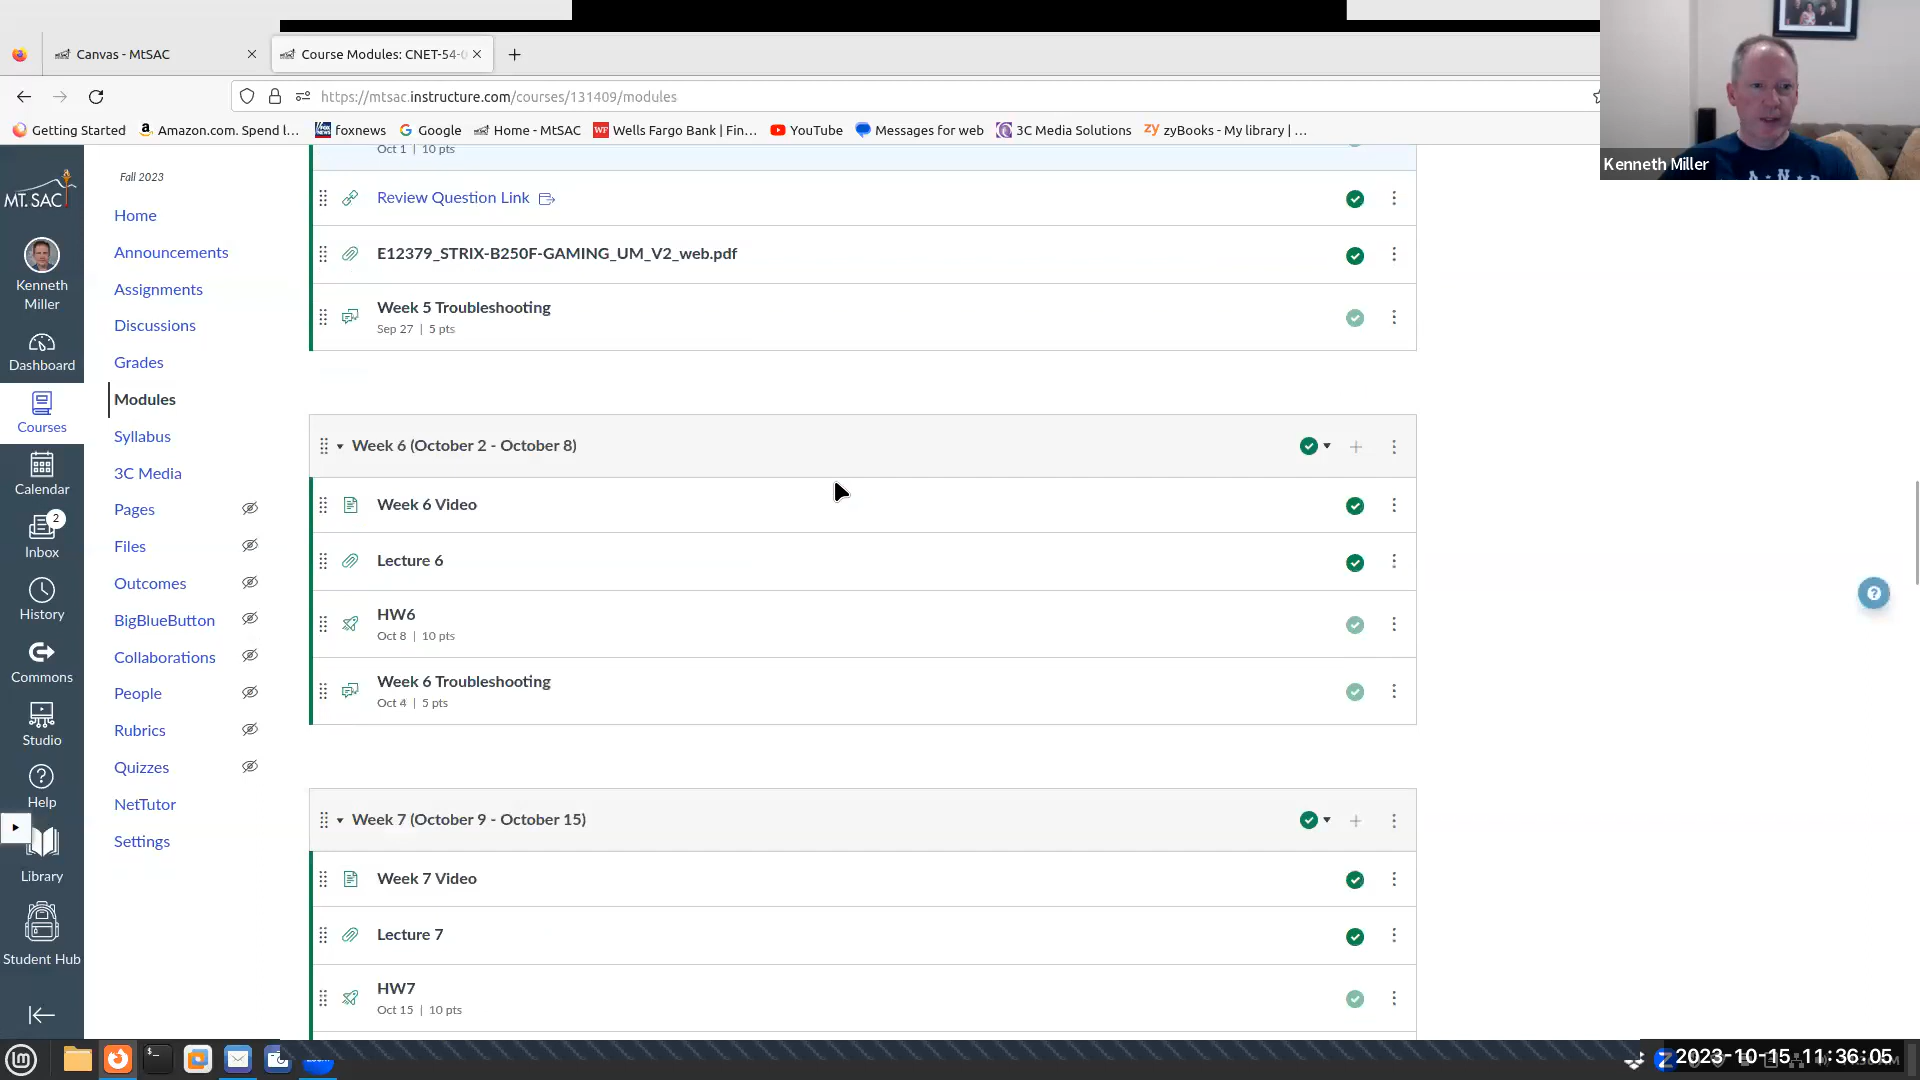 Canvas - MtSAC
Course Modules: CNET-54-0
https://mtsac.instructure.com/courses/131409/modules
Getting Started
Amazon.com. Spend l...
foxnews
Google
Home - MtSAC
Wells Fargo Bank | Fin...
YouTube
Messages for web
3C Media Solutions
zyBooks - My library | ...
Kenneth Miller
MT. SAC
Kenneth
Miller
Dashboard
Courses
Calendar
2
Inbox
History
Commons
Studio
Help
Library
Student Hub
Fall 2023
Home
Announcements
Assignments
Discussions
Grades
Modules
Syllabus
3C Media
Pages
Files
Outcomes
BigBlueButton
Collaborations
People
Rubrics
Quizzes
NetTutor
Settings
Oct 1 | 10 pts
Review Question Link
E12379_STRIX-B250F-GAMING_UM_V2_web.pdf
Week 5 Troubleshooting
Sep 27 | 5 pts
Week 6 (October 2 - October 8)
Week 6 Video
Lecture 6
HW6
Oct 8 | 10 pts
Week 6 Troubleshooting
Oct 4 | 5 pts
Week 7 (October 9 - October 15)
Week 7 Video
Lecture 7
HW7
Oct 15 | 10 pts
2023-10-15 11:36:05